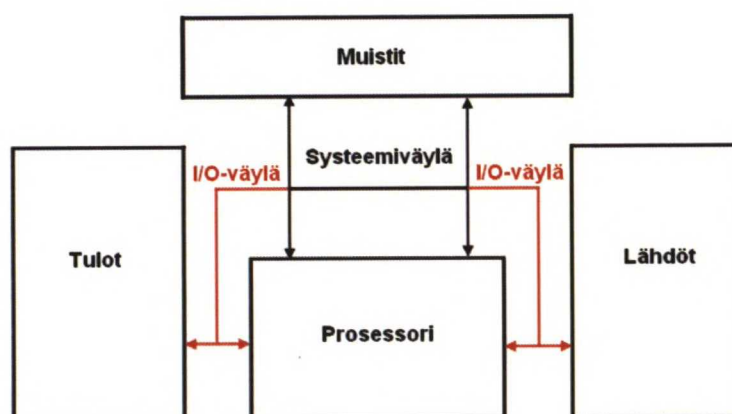 Muistit
Systeemiväylä
I/O-väylä
I/O-väylä
Tulot
Lähdöt
Prosessori